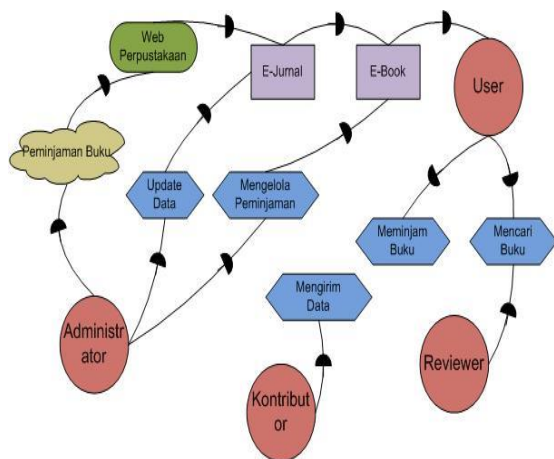 Web
Perpustakaan
E-Jurnal
E-Book
User
Peminjaman Buku
Update
Data
Mengelola
Peminjaman
Meminjam
Buku
Mencari
Buku
Mengirim
Data
Administr
ator
Reviewer
Kontribut
or